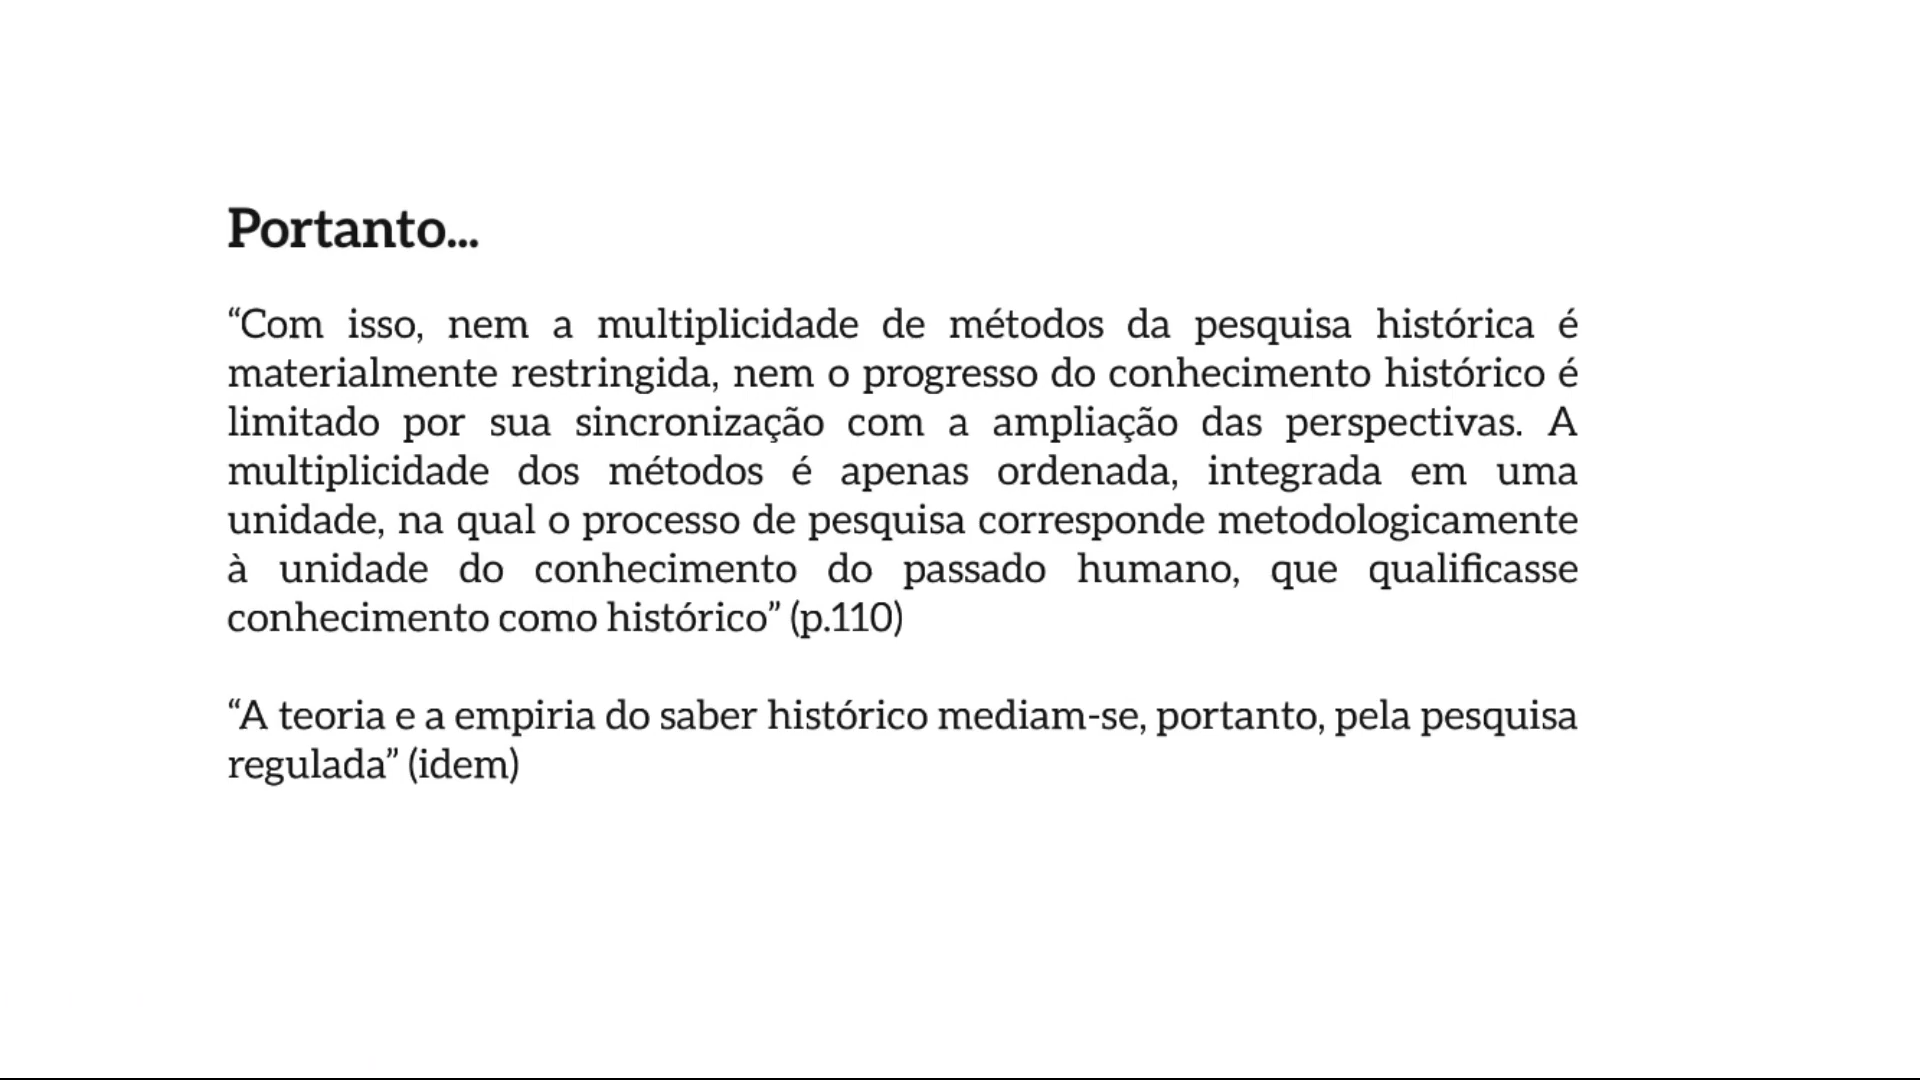 Portanto...
“Com isso, nem a multiplicidade de métodos da pesquisa histórica é
materialmente restringida, nem o progresso do conhecimento histórico é
limitado por sua sincronização com a ampliação das perspectivas. A
multiplicidade dos métodos é apenas ordenada, integrada em uma
unidade, na qual o processo de pesquisa corresponde metodologicamente
à unidade do conhecimento do passado humano, que qualificasse
conhecimento como histórico” (p.110)
“A teoria e a empiria do saber histórico mediam-se, portanto, pela pesquisa
regulada” (idem)